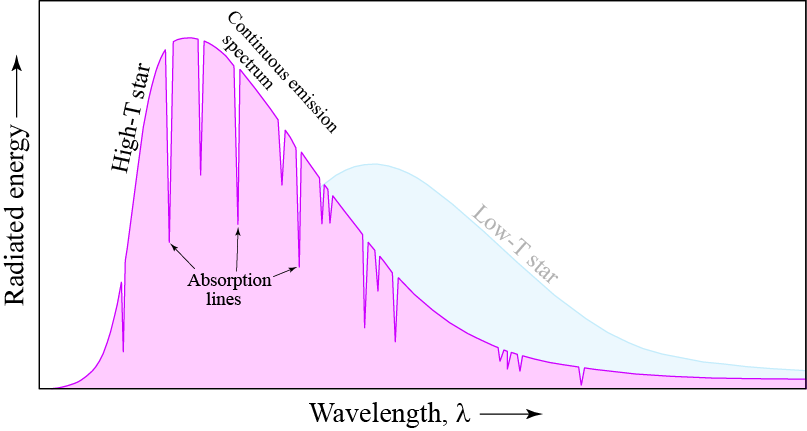 Continuous emission
spectrum
High-T star
Low-T star
Absorption
lines
Radiated energy
Wavelength, λ